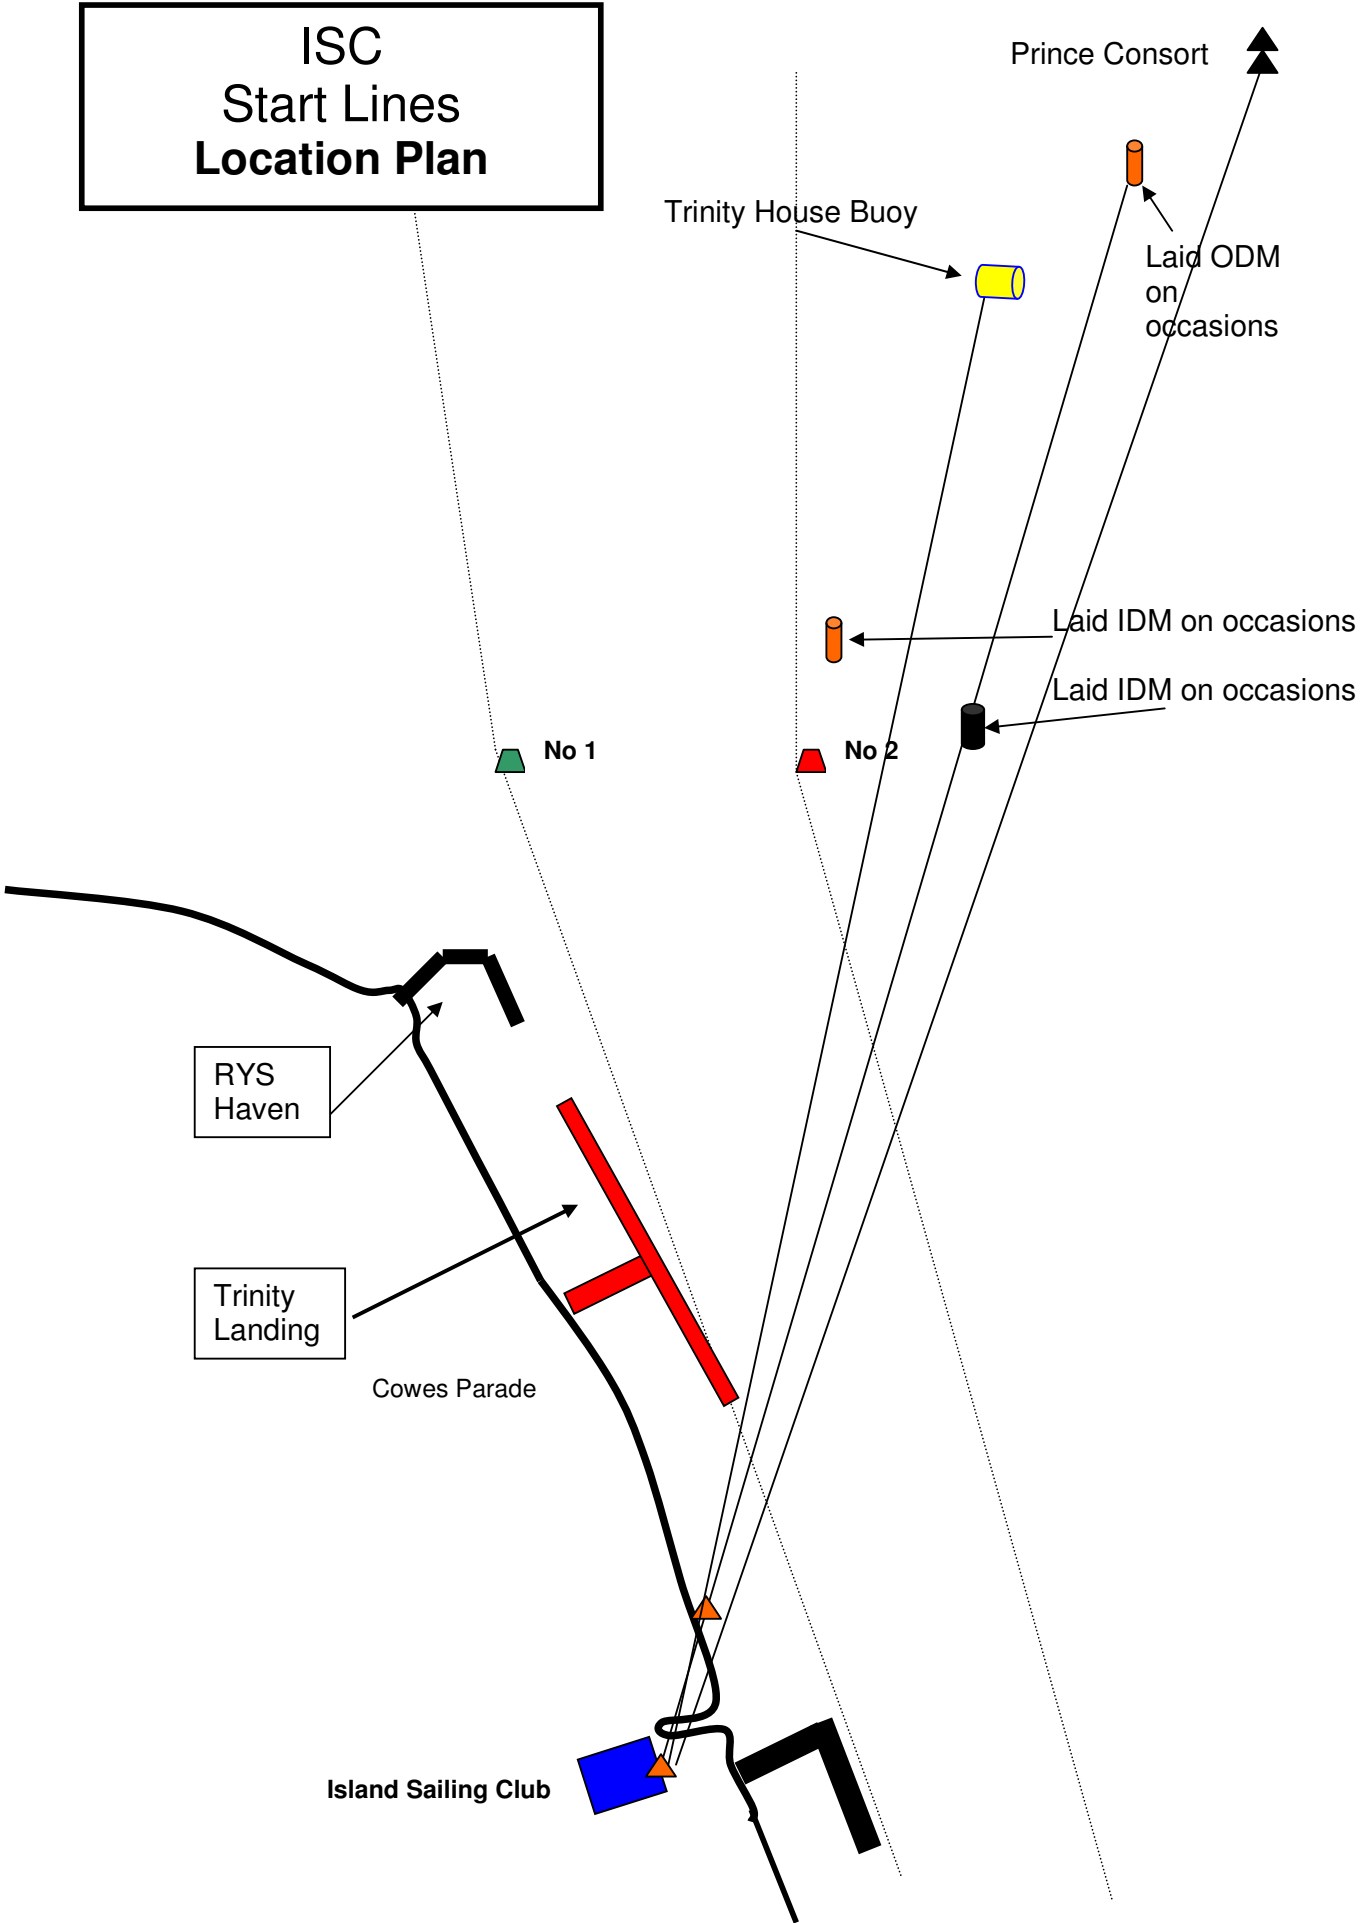 ISC
Start Lines
Location Plan
Prince Consort
Trinity House Buoy
Laid ODM
on
occasions
Laid IDM on occasions
Laid IDM on occasions
No 1
No 2
RYS
Haven
Trinity
Landing
Cowes Parade
Island Sailing Club